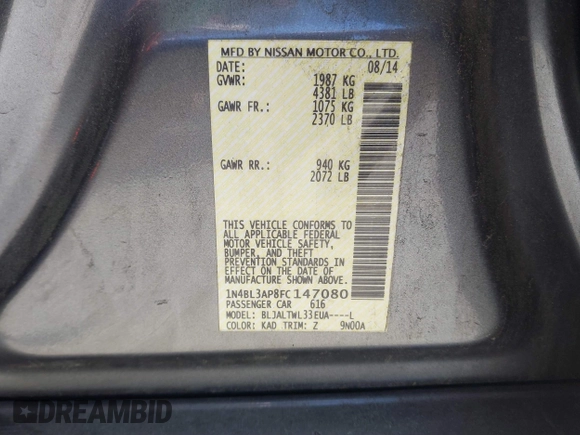 MFD BY NISSAN MOTOR CO., LTD.
DATE: 08/14
GVWR: 1987 KG
4381 LB
GAWR FR.: 1075 KG
2370 LB
GAWR RR.: 940 KG
2072 LB
THIS VEHICLE CONFORMS TO
ALL APPLICABLE FEDERAL
MOTOR VEHICLE SAFETY,
BUMPER, AND THEFT
PREVENTION STANDARDS IN
EFFECT ON THE DATE OF
MANUFACTURE SHOWN ABOVE.
1N4BL3AP8FC147080
PASSENGER CAR 616
MODEL: BLJALTWL33EUA----L
COLOR: KAD TRIM: Z 9N00A
DREAMBID